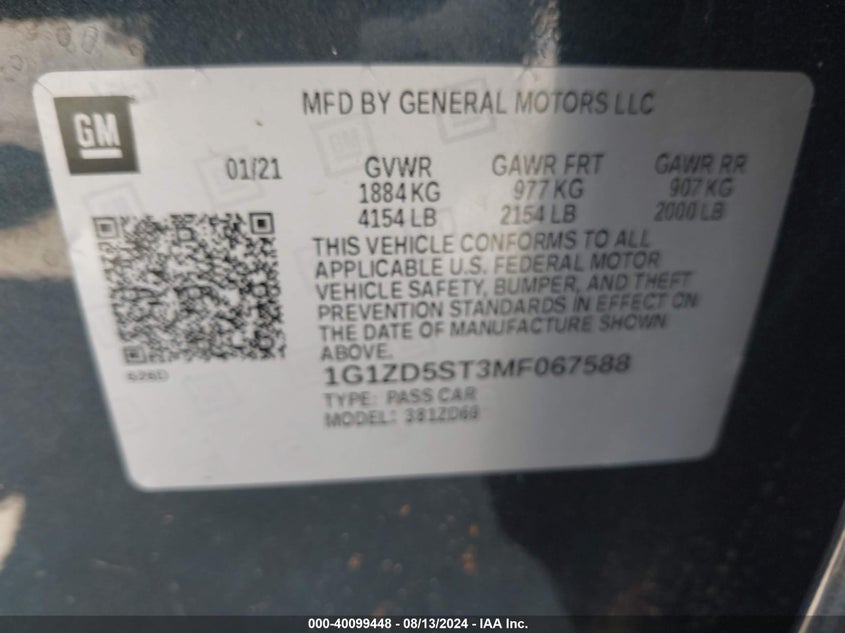 GM
MFD BY GENERAL MOTORS LLC
01/21 GVWR GAWR FRT GAWR RR
1884 KG 977 KG 907 KG
4154 LB 2154 LB 2000 LB
THIS VEHICLE CONFORMS TO ALL
APPLICABLE U.S. FEDERAL MOTOR
VEHICLE SAFETY, BUMPER, AND THEFT
PREVENTION STANDARDS IN EFFECT ON
THE DATE OF MANUFACTURE SHOWN
ABOVE.
1G1ZD5ST3MF067588
TYPE: PASS CAR
MODEL: 381ZD69
000-40099448 - 08/13/2024 - IAA Inc.